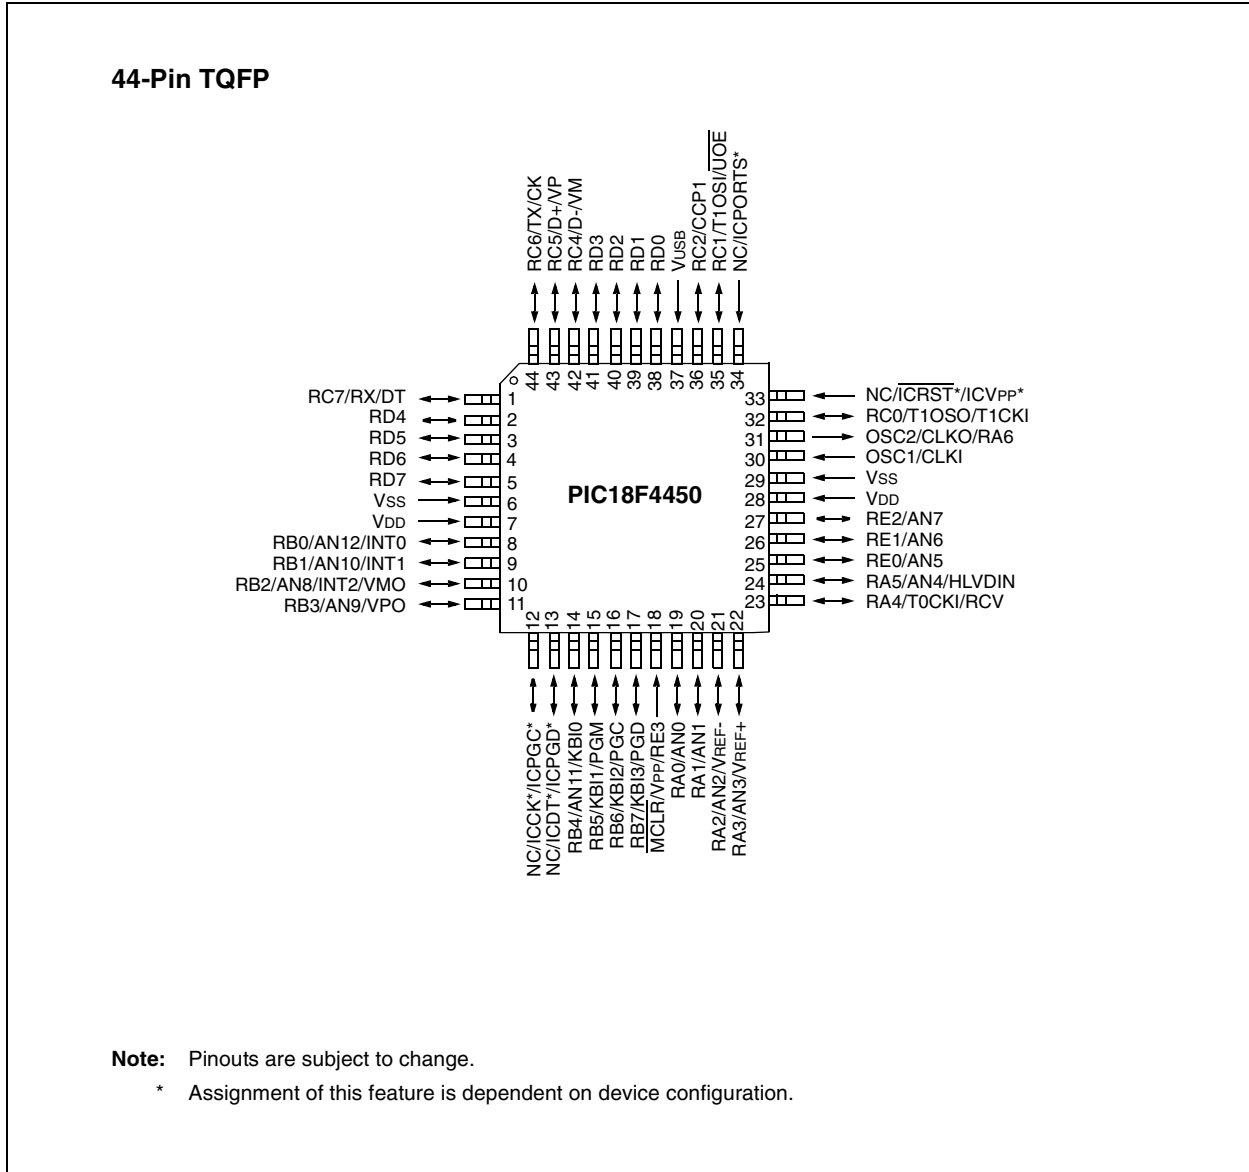 44-Pin TQFP
RC6/TX/CK
RC5/D+/VP
RC4/D-/VM
RD3
RD2
RD1
RD0
VUSB
RC2/CCP1
RC1/T1OSI/UOE
NC/ICPORTS*
44
43
42
41
40
39
38
37
36
35
34
RC7/RX/DT 1
RD4 2
RD5 3
RD6 4
RD7 5
VSS 6
VDD 7
RB0/AN12/INT0 8
RB1/AN10/INT1 9
RB2/AN8/INT2/VMO 10
RB3/AN9/VPO 11
PIC18F4450
33 NC/ICRST*/ICVPP*
32 RC0/T1OSO/T1CKI
31 OSC2/CLKO/RA6
30 OSC1/CLKI
29 VSS
28 VDD
27 RE2/AN7
26 RE1/AN6
25 RE0/AN5
24 RA5/AN4/HLVDIN
23 RA4/T0CKI/RCV
12
13
14
15
16
17
18
19
20
21
22
NC/ICCK*/ICPGC*
NC/ICDT*/ICPGD*
RB4/AN11/KBI0
RB5/KBI1/PGM
RB6/KBI2/PGC
RB7/KBI3/PGD
MCLR/VPP/RE3
RA0/AN0
RA1/AN1
RA2/AN2/VREF-
RA3/AN3/VREF+
Note: Pinouts are subject to change.
* Assignment of this feature is dependent on device configuration.